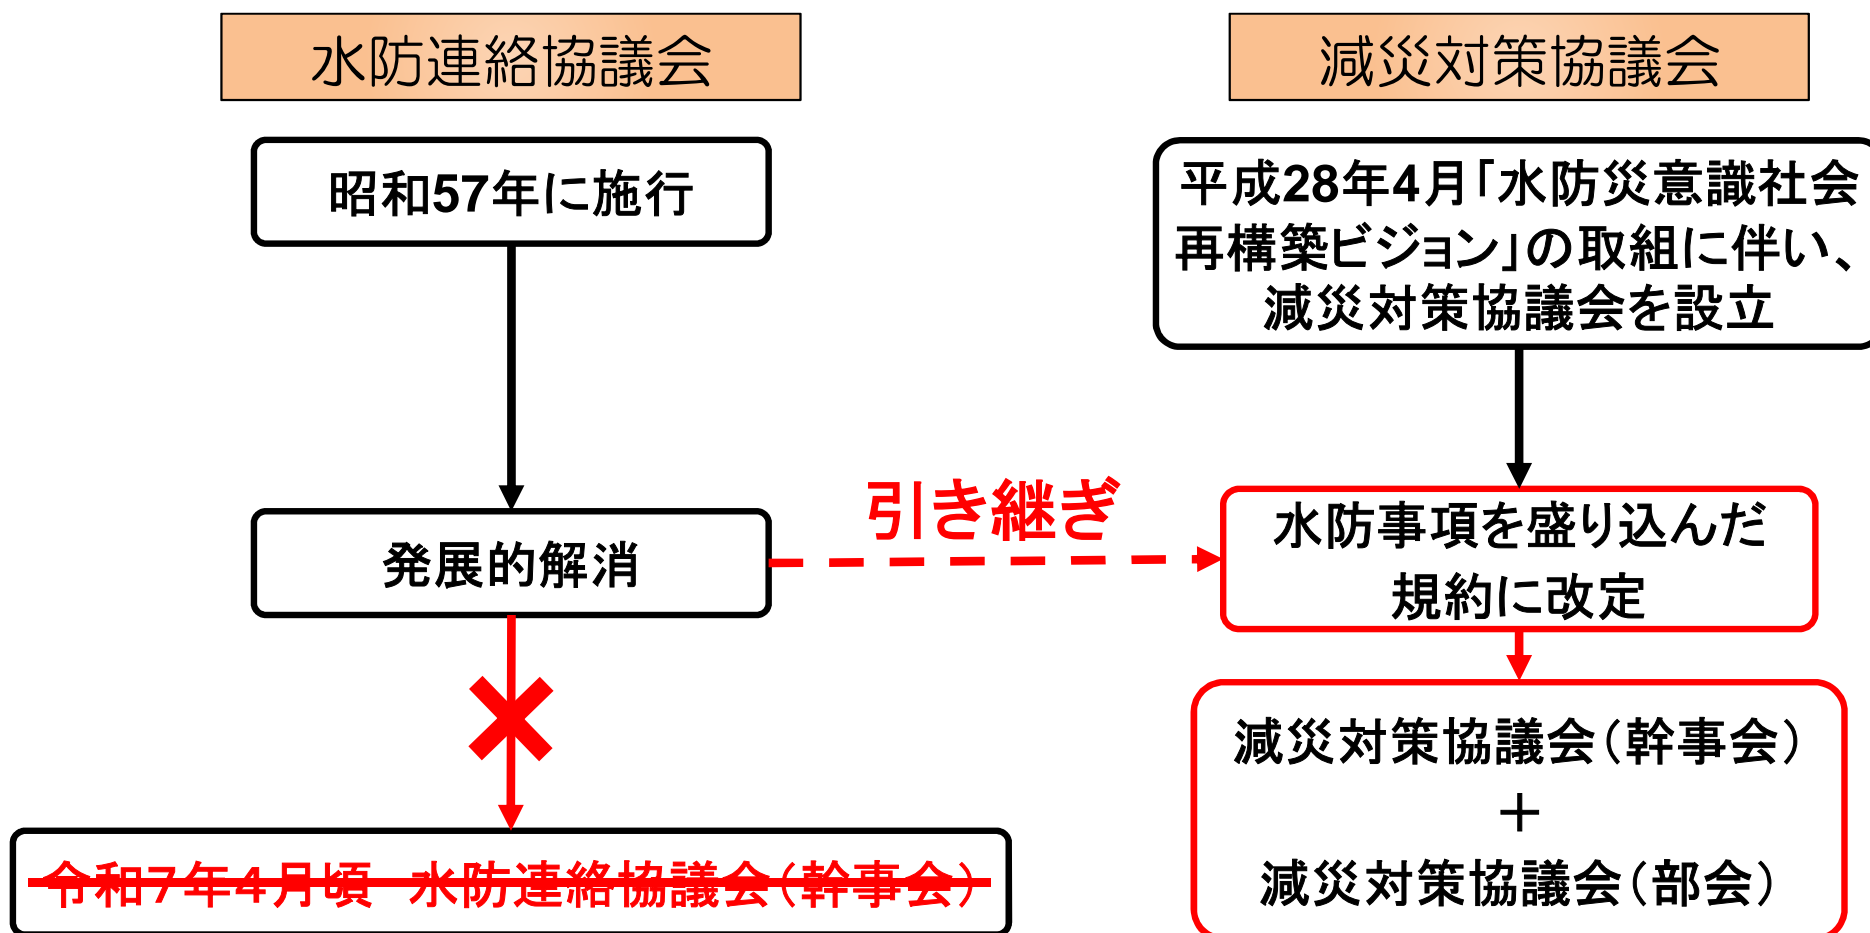 水防連絡協議会
昭和57年に施行
発展的解消
令和7年4月頃　水防連絡協議会（幹事会）
引き継ぎ
減災対策協議会
平成28年4月「水防災意識社会
再構築ビジョン」の取組に伴い、
減災対策協議会を設立
水防事項を盛り込んだ
規約に改定
減災対策協議会（幹事会）
＋
減災対策協議会（部会）